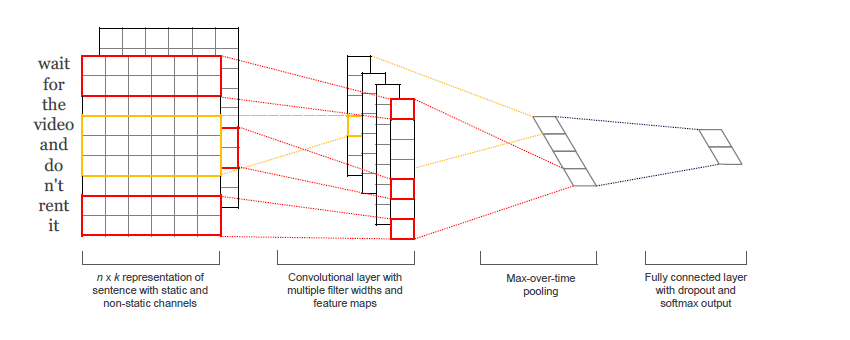 wait
for
the
video
and
do
n't
rent
it
n x k representation of
sentence with static and
non-static channels
Convolutional layer with
multiple filter widths and
feature maps
Max-over-time
pooling
Fully connected layer
with dropout and
softmax output